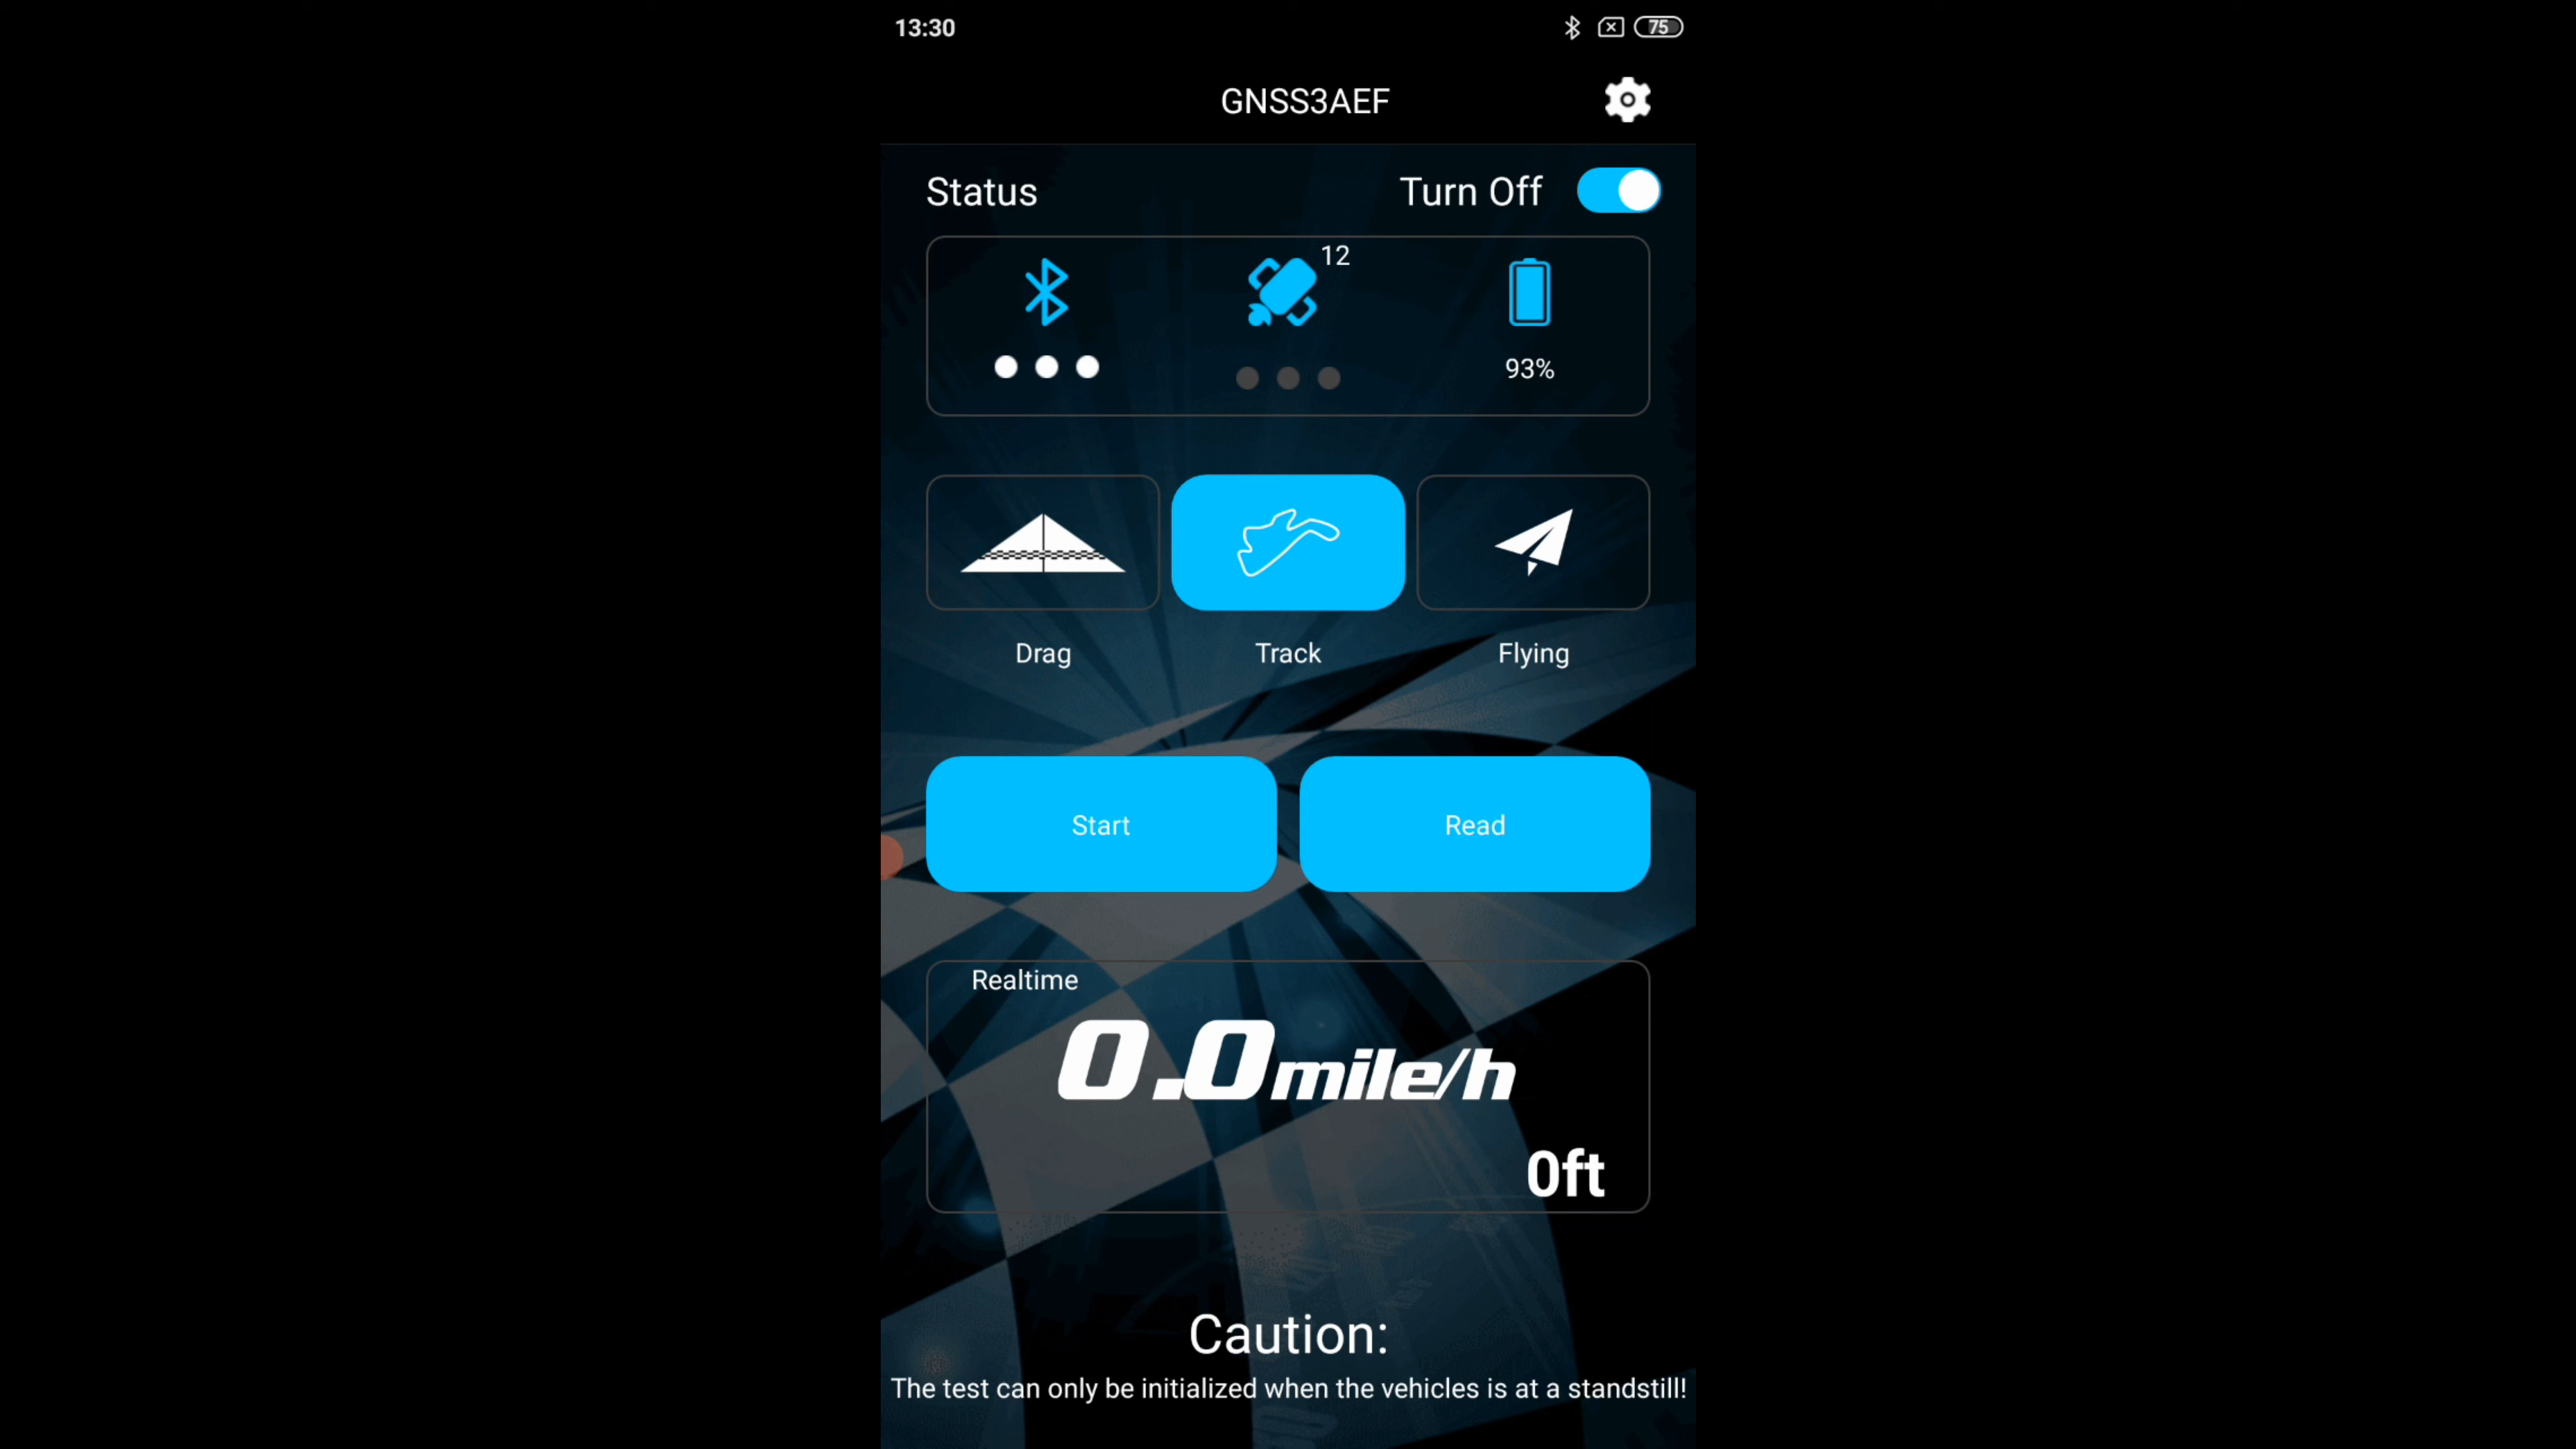 13:30
75
GNSS3AEF
Status
Turn Off
12
93%
Drag
Track
Flying
Start
Read
Realtime
0.0mile/h
0ft
Caution:
The test can only be initialized when the vehicles is at a standstill!